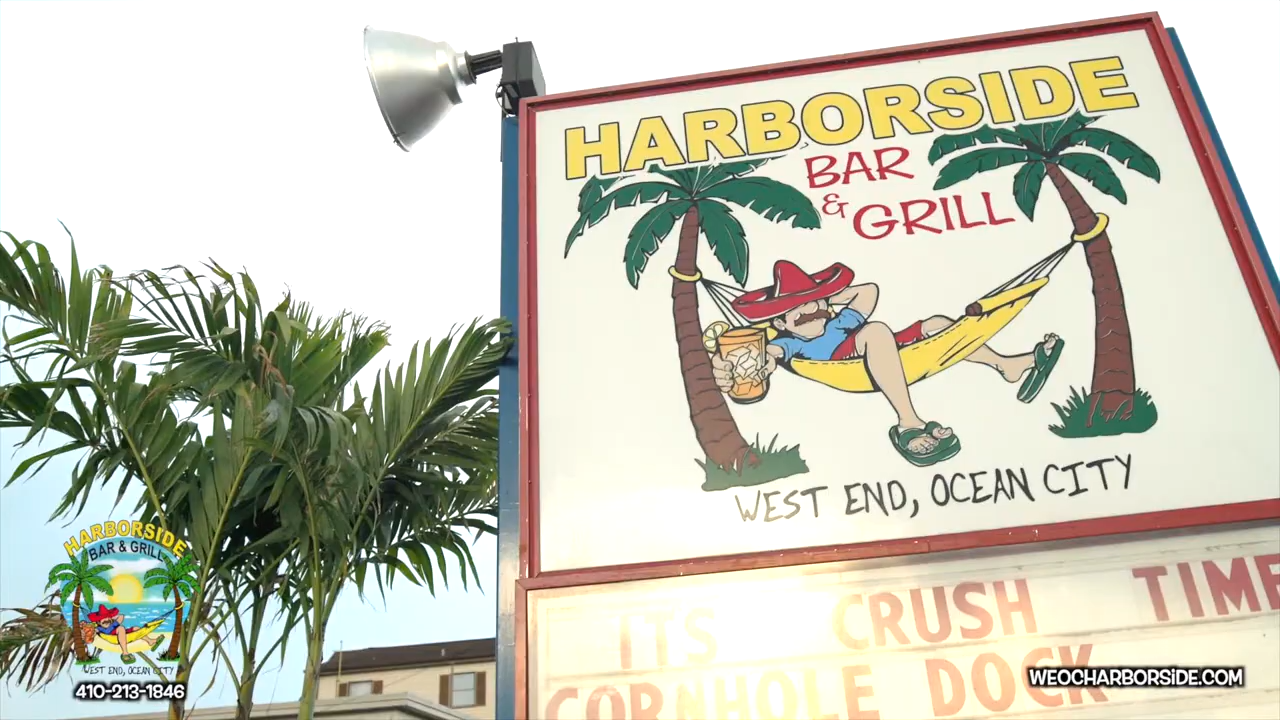 HARBORSIDE
BAR
&
GRILL
WEST END, OCEAN CITY
ITS CRUSH TIME
CORNHOLE DOCK
HARBORSIDE
BAR & GRILL
WEST END, OCEAN CITY
410-213-1846
WEOCHARBORSIDE.COM